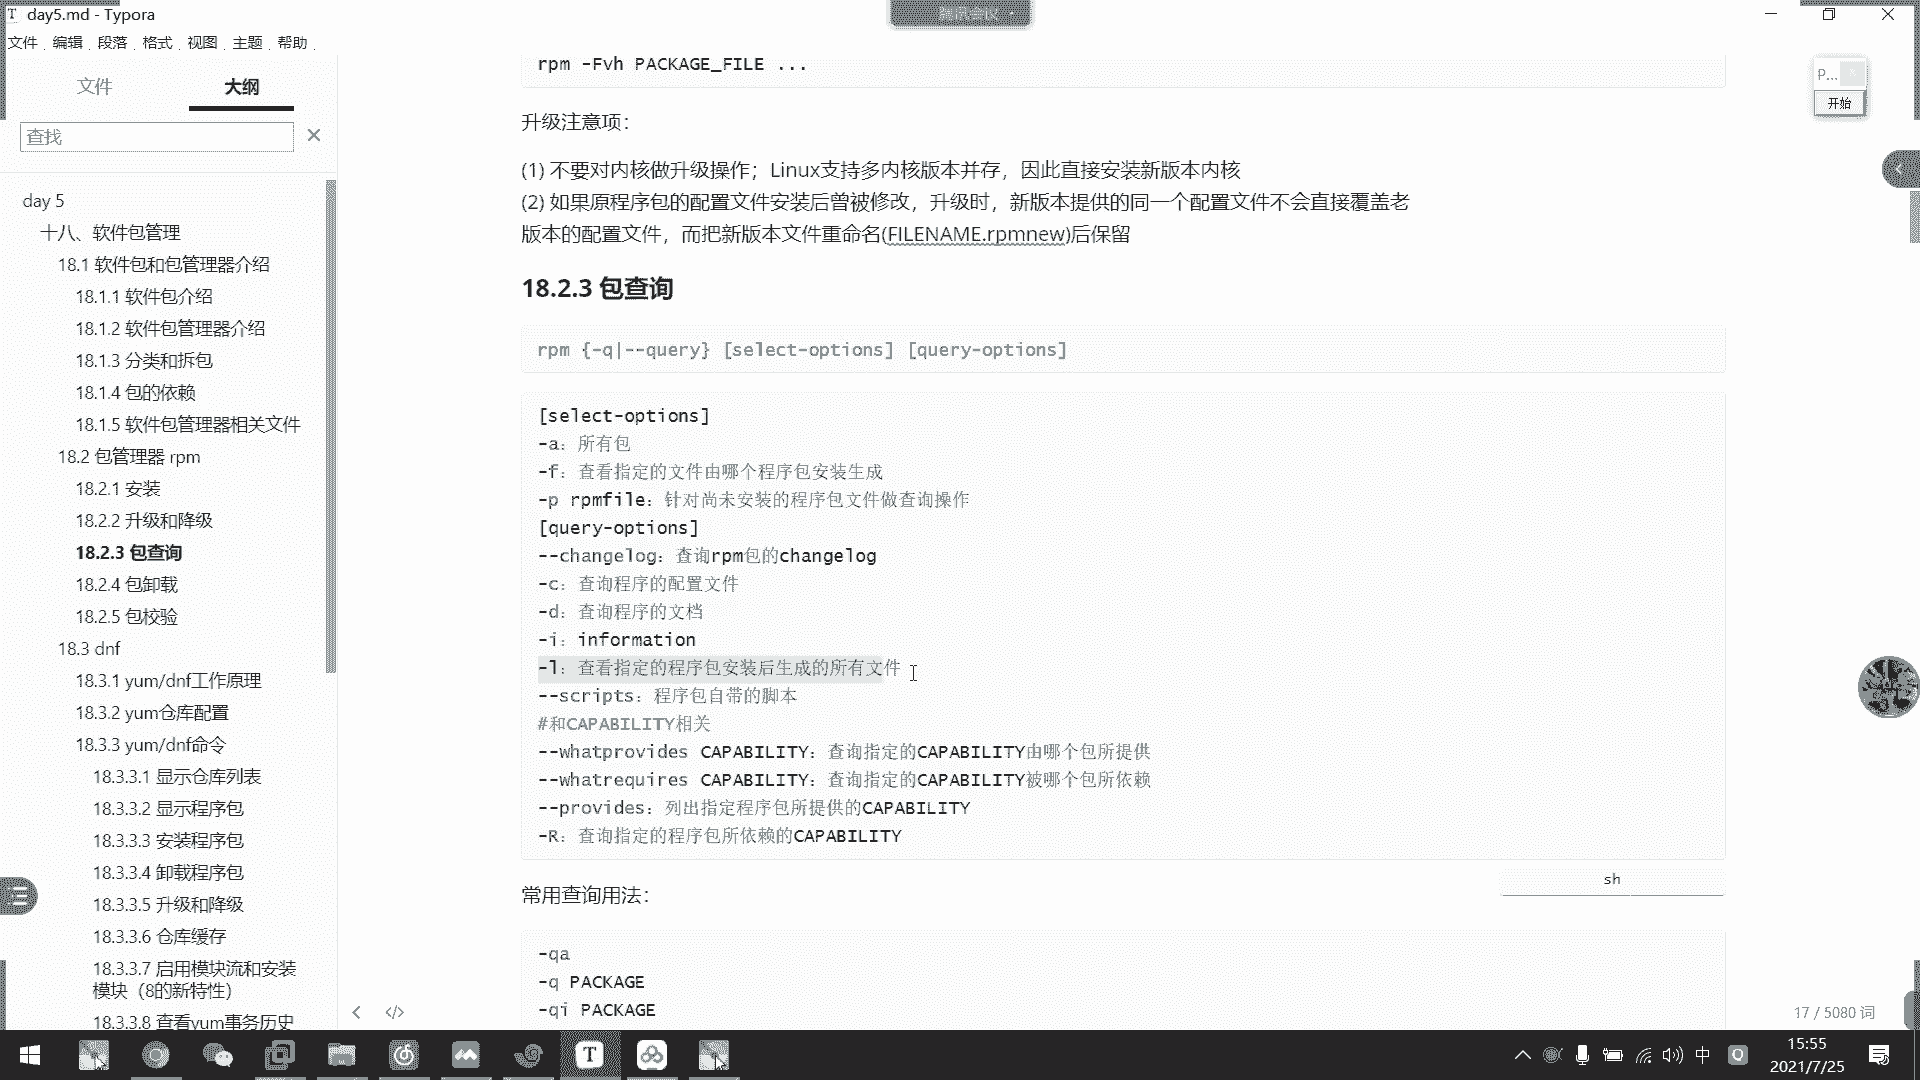 day5.md - Typora
腾讯会议
文件 编辑 段落 格式 视图 主题 帮助
文件
大纲
查找
day 5
十八、软件包管理
18.1 软件包和包管理器介绍
18.1.1 软件包介绍
18.1.2 软件包管理器介绍
18.1.3 分类和拆包
18.1.4 包的依赖
18.1.5 软件包管理器相关文件
18.2 包管理器 rpm
18.2.1 安装
18.2.2 升级和降级
18.2.3 包查询
18.2.4 包卸载
18.2.5 包校验
18.3 dnf
18.3.1 yum/dnf工作原理
18.3.2 yum仓库配置
18.3.3 yum/dnf命令
18.3.3.1 显示仓库列表
18.3.3.2 显示程序包
18.3.3.3 安装程序包
18.3.3.4 卸载程序包
18.3.3.5 升级和降级
18.3.3.6 仓库缓存
18.3.3.7 启用模块流和安装
模块（8的新特性）
18.3.3.8 查看yum事务历史
rpm -Fvh PACKAGE_FILE ...
升级注意项：
(1) 不要对内核做升级操作；Linux支持多内核版本并存，因此直接安装新版本内核
(2) 如果原程序包的配置文件安装后曾被修改，升级时，新版本提供的同一个配置文件不会直接覆盖老
版本的配置文件，而把新版本文件重命名(FILENAME.rpmnew)后保留
18.2.3 包查询
rpm {-q|--query} [select-options] [query-options]
[select-options]
-a：所有包
-f：查看指定的文件由哪个程序包安装生成
-p rpmfile：针对尚未安装的程序包文件做查询操作
[query-options]
--changelog：查询rpm包的changelog
-c：查询程序的配置文件
-d：查询程序的文档
-i：information
-l：查看指定的程序包安装后生成的所有文件
--scripts：程序包自带的脚本
#和CAPABILITY相关
--whatprovides CAPABILITY：查询指定的CAPABILITY由哪个包所提供
--whatrequires CAPABILITY：查询指定的CAPABILITY被哪个包所依赖
--provides：列出指定程序包所提供的CAPABILITY
-R：查询指定的程序包所依赖的CAPABILITY
sh
常用查询用法：
-qa
-q PACKAGE
-qi PACKAGE
P...
开始
17 / 5080 词
中
15:55
2021/7/25